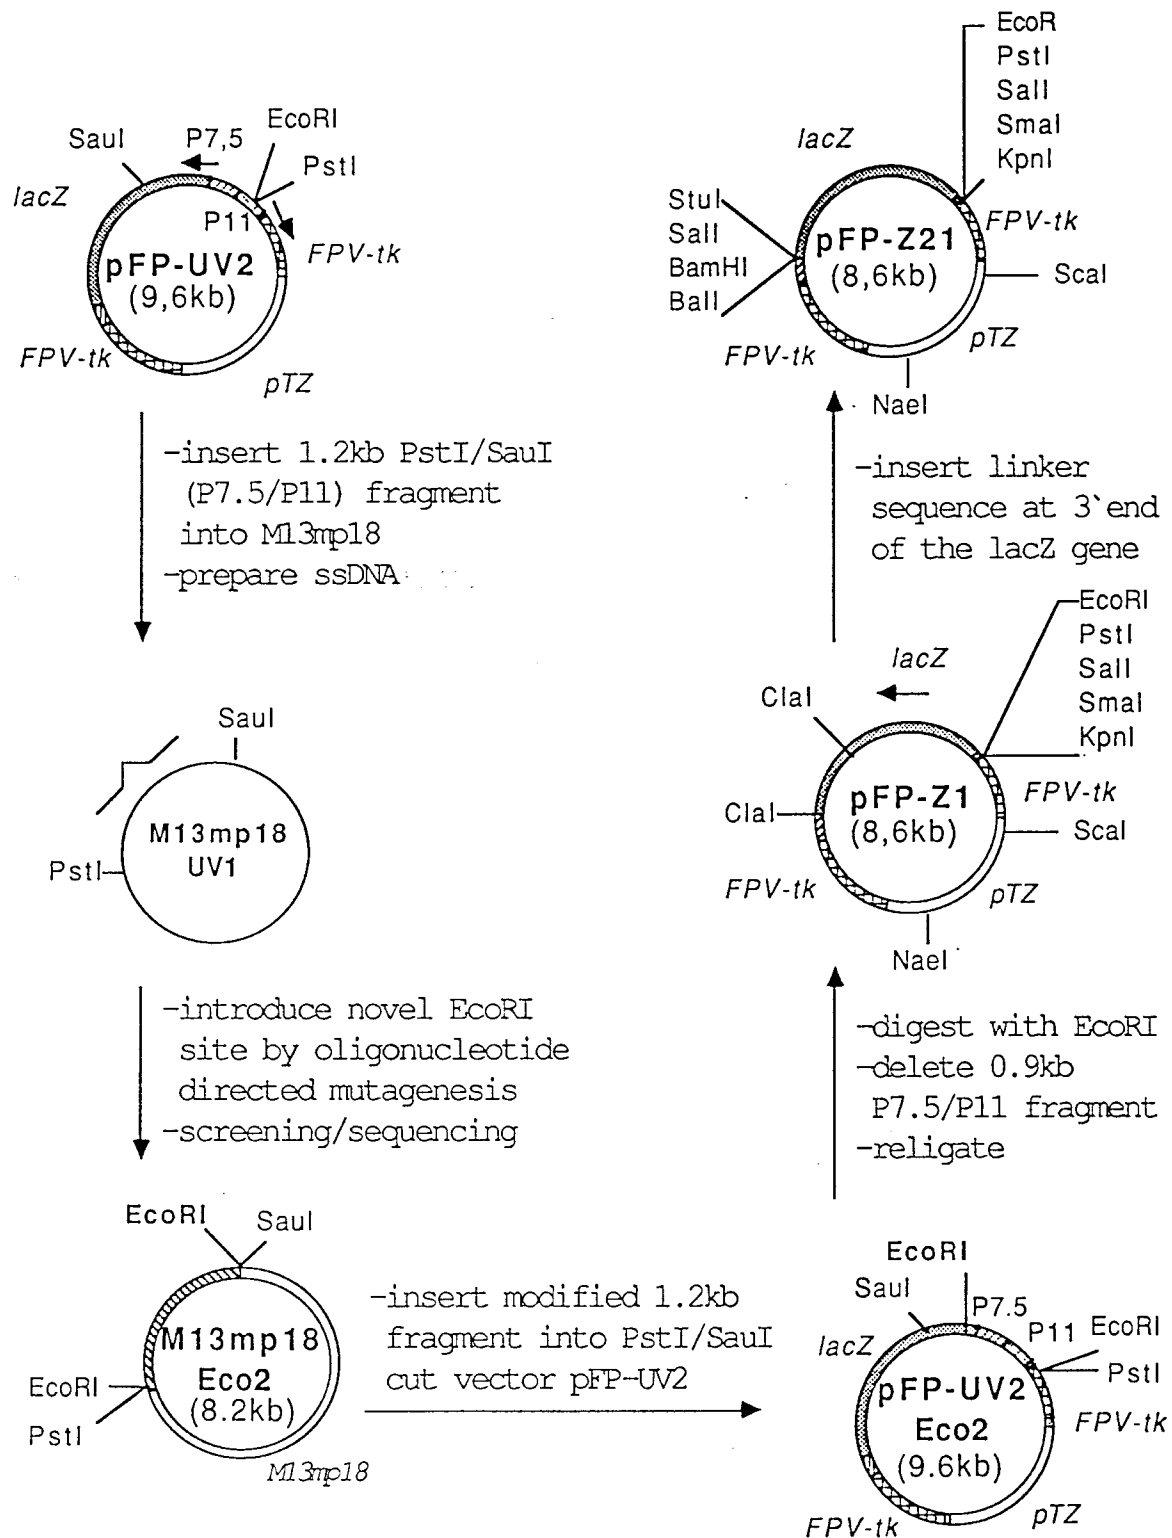 SauI
P7,5
EcoRI
PstI
lacZ
P11
pFP-UV2
(9,6kb)
FPV-tk
FPV-tk
pTZ
-insert 1.2kb PstI/SauI
(P7.5/P11) fragment
into M13mp18
-prepare ssDNA
SauI
M13mp18
UV1
PstI
-introduce novel EcoRI
site by oligonucleotide
directed mutagenesis
-screening/sequencing
EcoRI
SauI
M13mp18
Eco2
(8.2kb)
EcoRI
PstI
M13mp18
-insert modified 1.2kb
fragment into PstI/SauI
cut vector pFP-UV2
EcoRI
SauI
P7.5
P11
EcoRI
PstI
lacZ
pFP-UV2
Eco2
(9.6kb)
FPV-tk
FPV-tk
pTZ
-digest with EcoRI
-delete 0.9kb
P7.5/P11 fragment
-religate
lacZ
EcoRI
PstI
SalI
SmaI
KpnI
ClaI
ClaI
pFP-Z1
(8,6kb)
FPV-tk
ScaI
FPV-tk
pTZ
NaeI
-insert linker
sequence at 3`end
of the lacZ gene
EcoR
PstI
SalI
SmaI
KpnI
lacZ
StuI
SalI
BamHI
BalI
pFP-Z21
(8,6kb)
FPV-tk
ScaI
FPV-tk
pTZ
NaeI